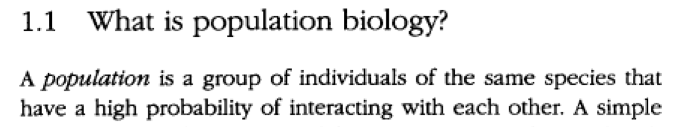 1.1 What is population biology?
A population is a group of individuals of the same species that
have a high probability of interacting with each other. A simple